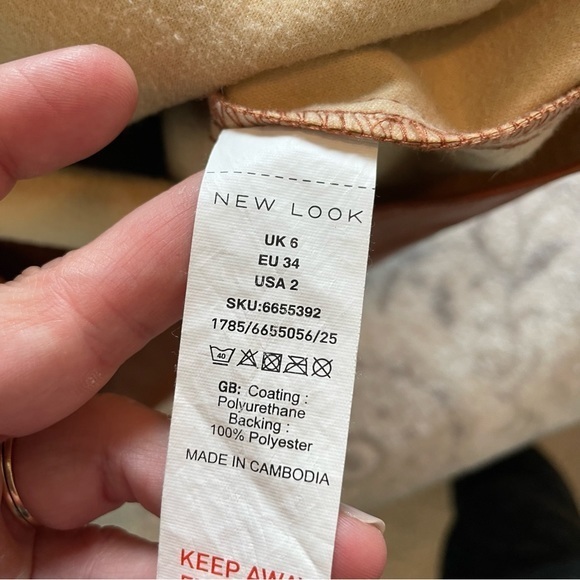 NEW LOOK
UK 6
EU 34
USA 2
SKU:6655392
1785/6655056/25
40
GB: Coating :
Polyurethane
Backing :
100% Polyester
MADE IN CAMBODIA
KEEP